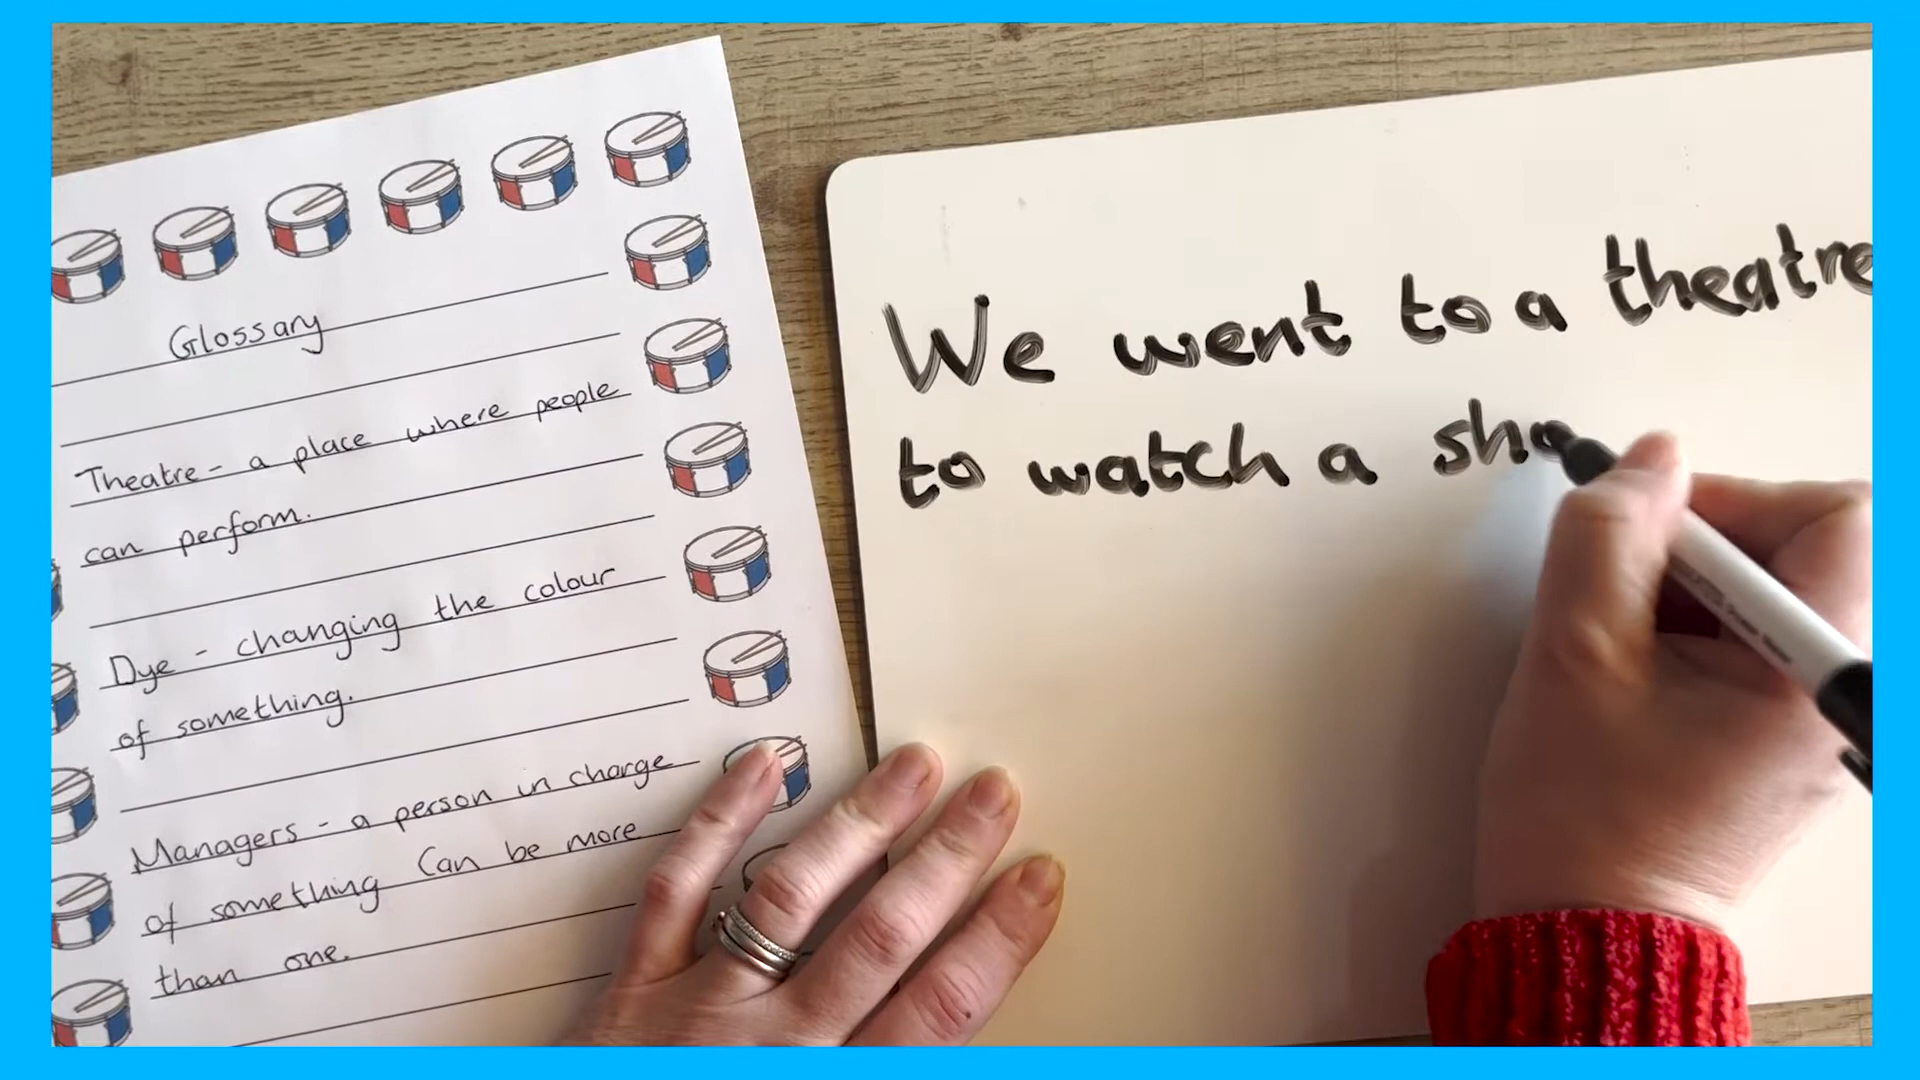 Glossary
Theatre - a place where people
can perform.
Dye - changing the colour
of something.
Managers - a person in charge
of something Can be more
than one.
We went to a theatre
to watch a sho